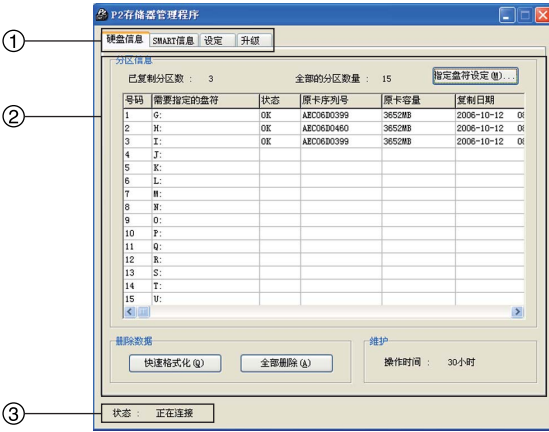 P2存储器管理程序
① 硬盘信息 SMART信息 设定 升级
分区信息
已复制分区数 : 3 全部的分区数量 : 15 指定盘符设定(M)...
②
号码 需要指定的盘符 状态 原卡序列号 原卡容量 复制日期
1 G: OK AEC06D0399 3652MB 2006-10-12
2 H: OK AEC06D0460 3652MB 2006-10-12
3 I: OK AEC06D0399 3652MB 2006-10-12
4 J:
5 K:
6 L:
7 M:
8 N:
9 O:
10 P:
11 Q:
12 R:
13 S:
14 T:
15 U:
删除数据 维护
快速格式化(Q) 全部删除(A) 操作时间 : 30小时
③ 状态 : 正在连接